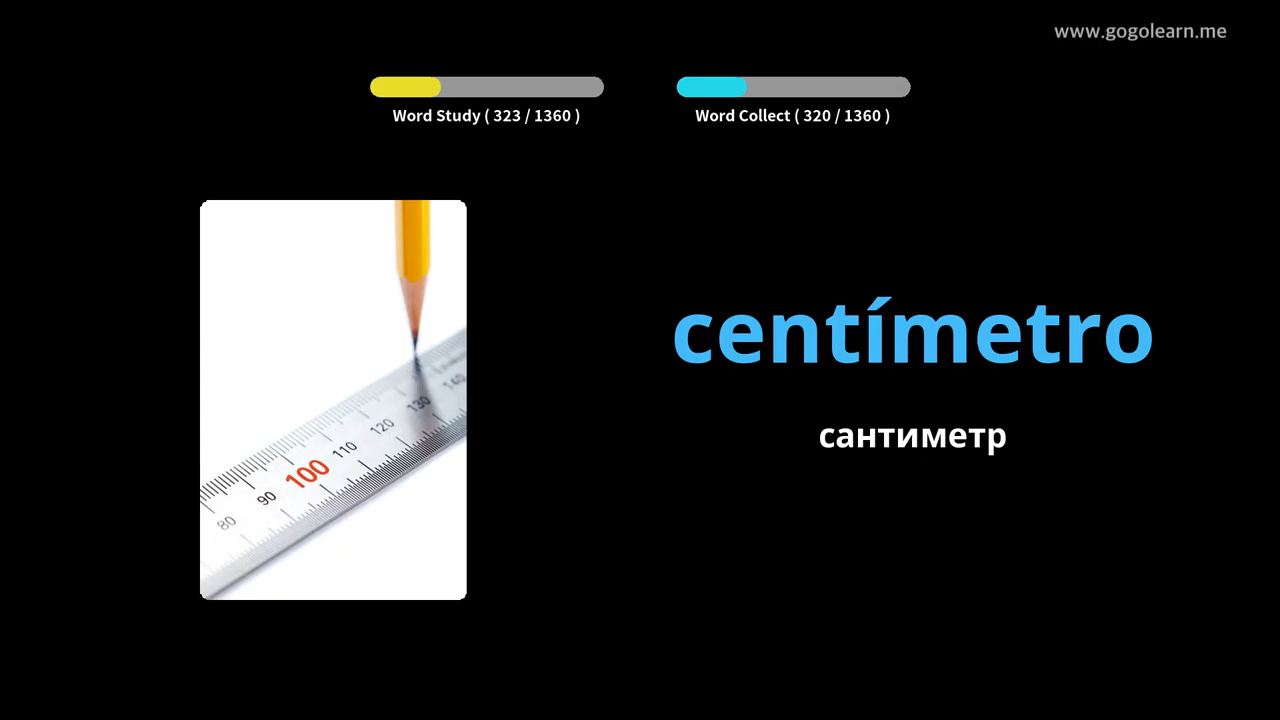 www.gogolearn.me
Word Study ( 323 / 1360 )
Word Collect ( 320 / 1360 )
centímetro
сантиметр
80
90
100
110
120
130
140